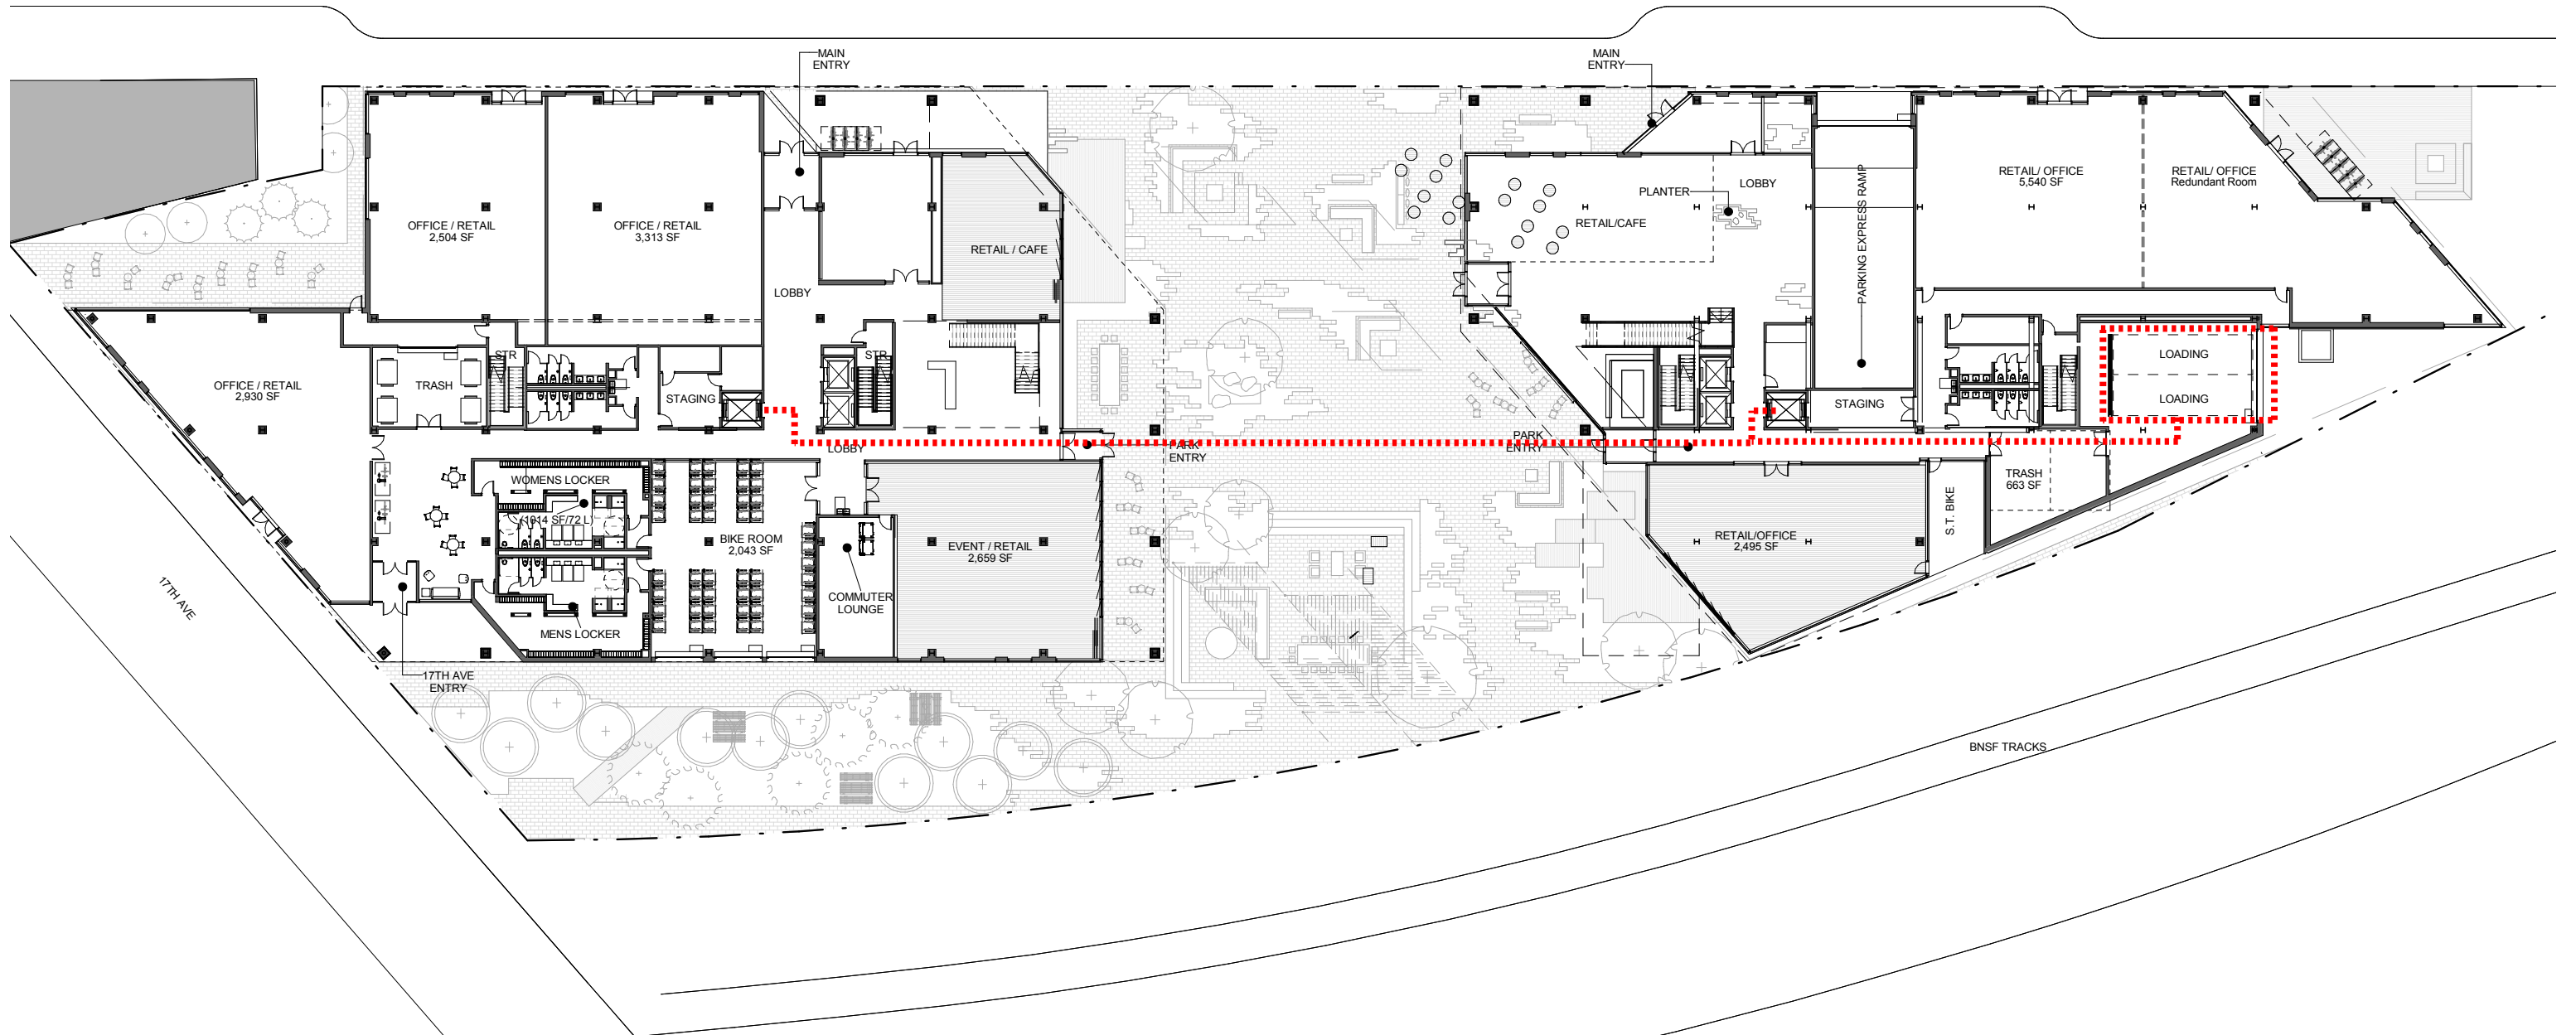 MAIN
ENTRY
MAIN
ENTRY
OFFICE / RETAIL
2,504 SF
OFFICE / RETAIL
3,313 SF
RETAIL / CAFE
LOBBY
PLANTER
LOBBY
RETAIL/CAFE
PARKING EXPRESS RAMP
RETAIL/ OFFICE
5,540 SF
RETAIL/ OFFICE
Redundant Room
OFFICE / RETAIL
2,930 SF
TRASH
STR
STAGING
STR
LOBBY
PARK
ENTRY
PARK
ENTRY
STAGING
LOADING
LOADING
WOMENS LOCKER
(1014 SF/72 L)
BIKE ROOM
2,043 SF
EVENT / RETAIL
2,659 SF
COMMUTER
LOUNGE
MENS LOCKER
RETAIL/OFFICE
2,495 SF
S.T. BIKE
TRASH
663 SF
17TH AVE
17TH AVE
ENTRY
BNSF TRACKS